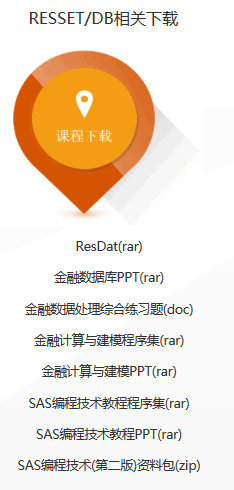 RESSET/DB相关下载
课程下载
ResDat(rar)
金融数据库PPT(rar)
金融数据处理综合练习题(doc)
金融计算与建模程序集(rar)
金融计算与建模PPT(rar)
SAS编程技术教程程序集(rar)
SAS编程技术教程PPT(rar)
SAS编程技术(第二版)资料包(zip)